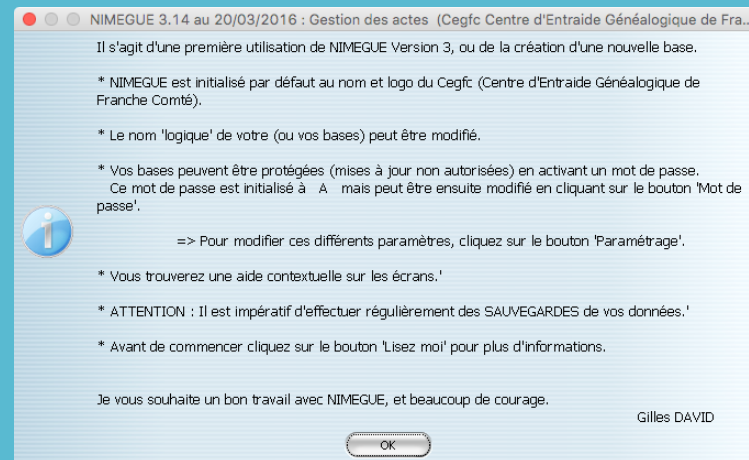 NIMEGUE 3.14 au 20/03/2016 : Gestion des actes (Cegfc Centre d'Entraide Généalogique de Fra...
Il s'agit d'une première utilisation de NIMEGUE Version 3, ou de la création d'une nouvelle base.
* NIMEGUE est initialisé par défaut au nom et logo du Cegfc (Centre d'Entraide Généalogique de
Franche Comté).
* Le nom 'logique' de votre (ou vos bases) peut être modifié.
* Vos bases peuvent être protégées (mises à jour non autorisées) en activant un mot de passe.
Ce mot de passe est initialisé à A mais peut être ensuite modifié en cliquant sur le bouton 'Mot de
passe'.
=> Pour modifier ces différents paramètres, cliquez sur le bouton 'Paramétrage'.
* Vous trouverez une aide contextuelle sur les écrans.'
* ATTENTION : Il est impératif d'effectuer régulièrement des SAUVEGARDES de vos données.'
* Avant de commencer cliquez sur le bouton 'Lisez moi' pour plus d'informations.
Je vous souhaite un bon travail avec NIMEGUE, et beaucoup de courage.
Gilles DAVID
OK